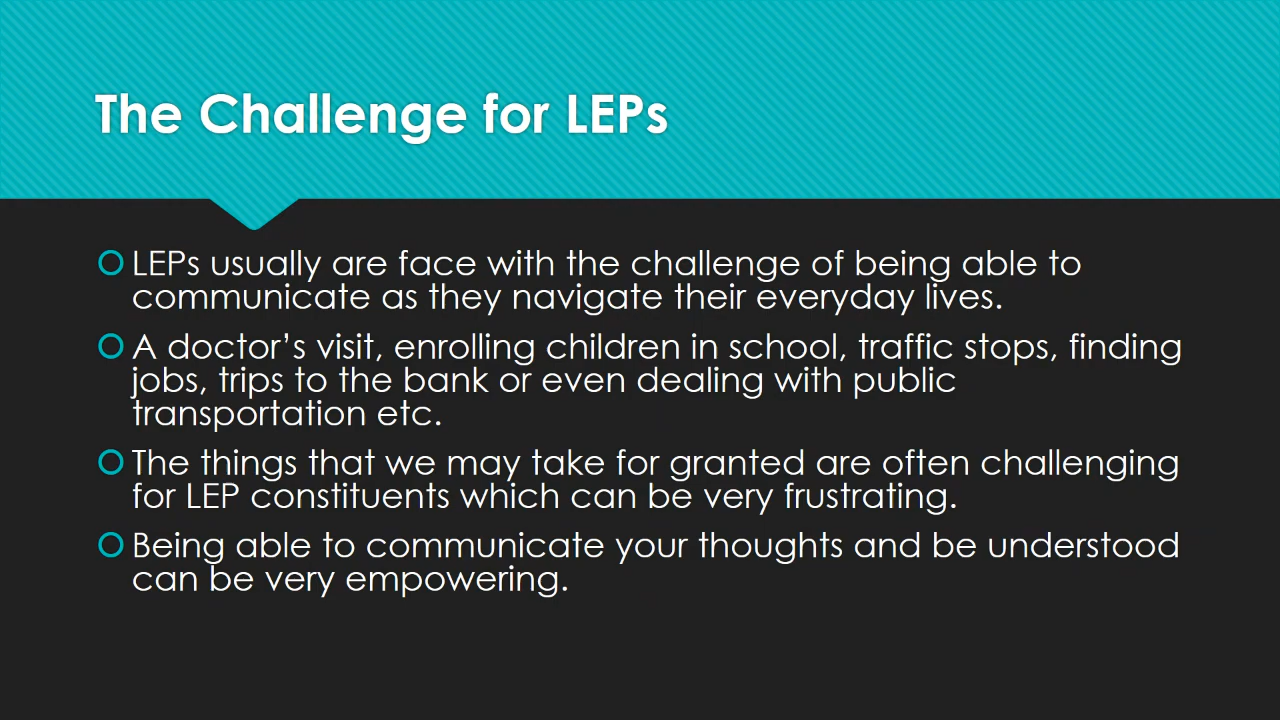 The Challenge for LEPs
LEPs usually are face with the challenge of being able to
communicate as they navigate their everyday lives.
A doctor’s visit, enrolling children in school, traffic stops, finding
jobs, trips to the bank or even dealing with public
transportation etc.
The things that we may take for granted are often challenging
for LEP constituents which can be very frustrating.
Being able to communicate your thoughts and be understood
can be very empowering.